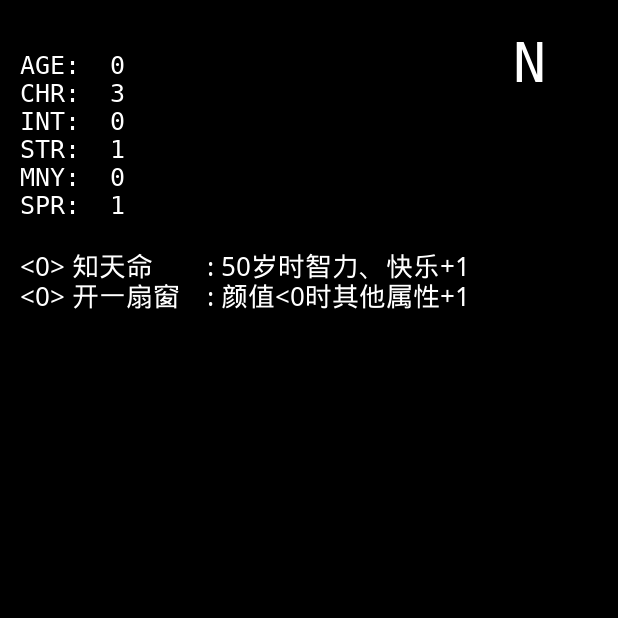 N
AGE: 0
CHR: 3
INT: 0
STR: 1
MNY: 0
SPR: 1
<0> 知天命 : 50岁时智力、快乐+1
<0> 开一扇窗 : 颜值<0时其他属性+1